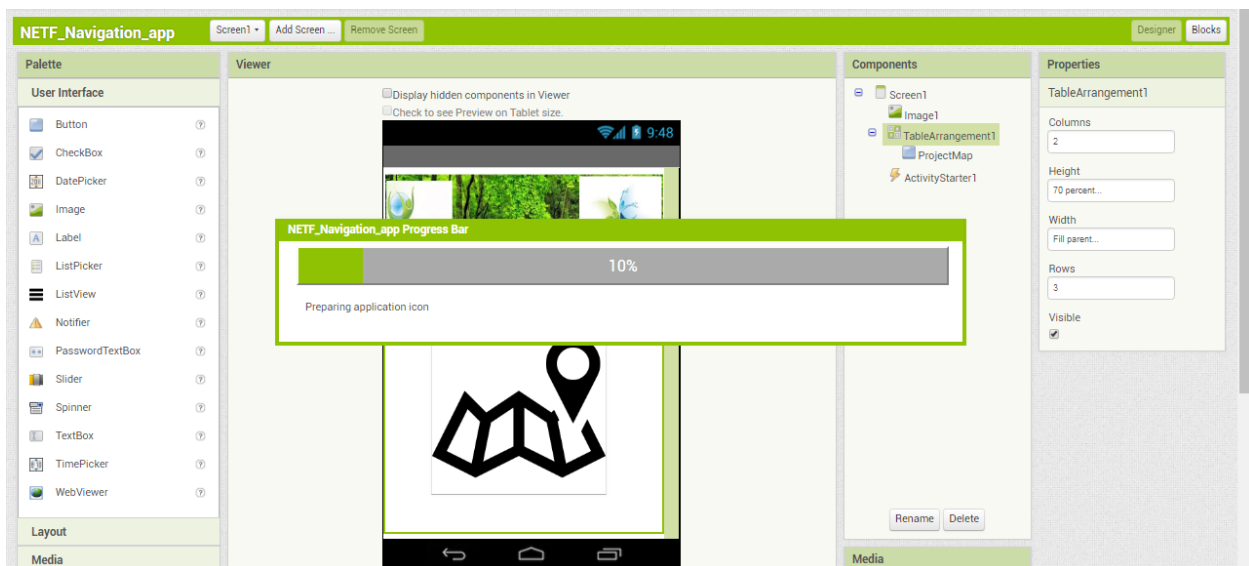 NETF_Navigation_app
Screen1
Add Screen ...
Remove Screen
Designer
Blocks
Palette
User Interface
Button
CheckBox
DatePicker
Image
Label
ListPicker
ListView
Notifier
PasswordTextBox
Slider
Spinner
TextBox
TimePicker
WebViewer
Layout
Media
Viewer
Display hidden components in Viewer
Check to see Preview on Tablet size.
9:48
NETF_Navigation_app Progress Bar
10%
Preparing application icon
Components
Screen1
Image1
TableArrangement1
ProjectMap
ActivityStarter1
Rename
Delete
Media
Properties
TableArrangement1
Columns
2
Height
70 percent...
Width
Fill parent...
Rows
3
Visible